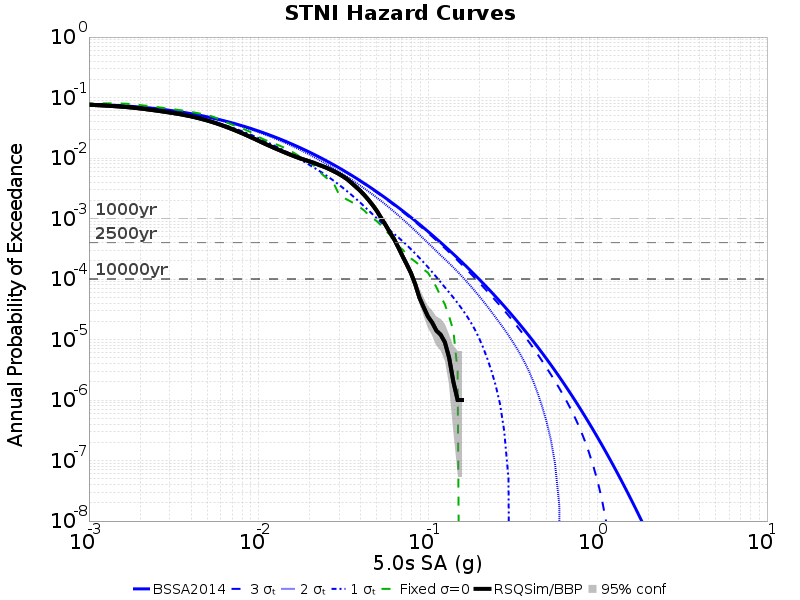 STNI Hazard Curves
Annual Probability of Exceedance
10^0
10^-1
10^-2
10^-3
10^-4
10^-5
10^-6
10^-7
10^-8
1000yr
2500yr
10000yr
10^-3 10^-2 10^-1 10^0 10^1
5.0s SA (g)
BSSA2014 3 σₜ 2 σₜ 1 σₜ Fixed σ=0 RSQSim/BBP 95% conf